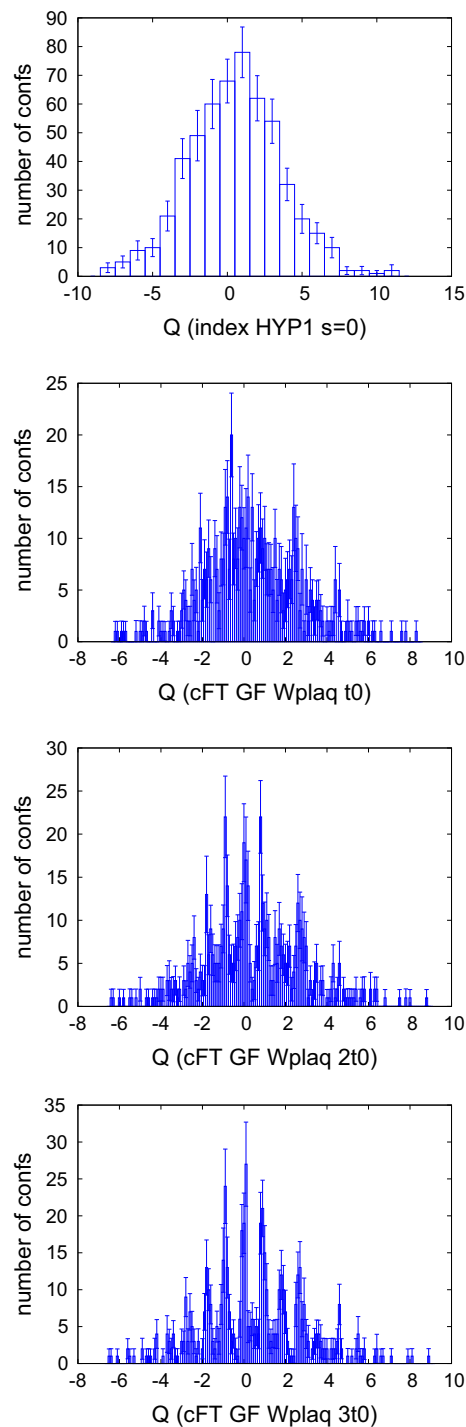 90
80
70
60
50
40
30
20
10
0
number of confs
-10 -5 0 5 10 15
Q (index HYP1 s=0)
25
20
15
10
5
0
number of confs
-8 -6 -4 -2 0 2 4 6 8 10
Q (cFT GF Wplaq t0)
30
25
20
15
10
5
0
number of confs
-8 -6 -4 -2 0 2 4 6 8 10
Q (cFT GF Wplaq 2t0)
35
30
25
20
15
10
5
0
number of confs
-8 -6 -4 -2 0 2 4 6 8 10
Q (cFT GF Wplaq 3t0)